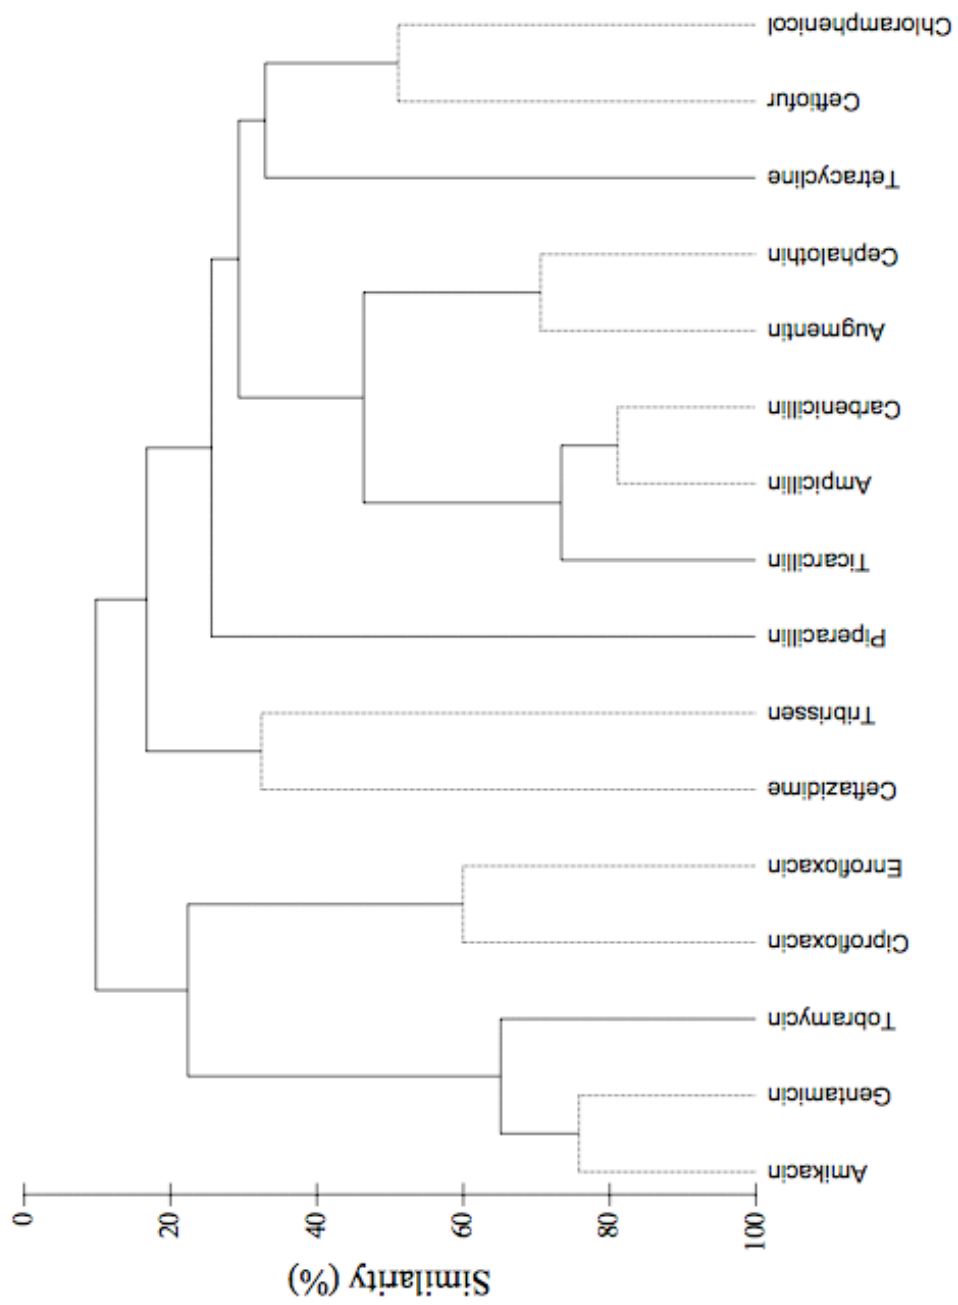 Chloramphenicol
Ceftiofur
Tetracycline
Cephalothin
Augmentin
Carbenicillin
Ampicillin
Ticarcillin
Piperacillin
Tribrissen
Ceftazidime
Enrofloxacin
Ciprofloxacin
Tobramycin
Gentamicin
Amikacin
0
20
40
60
80
100
Similarity (%)